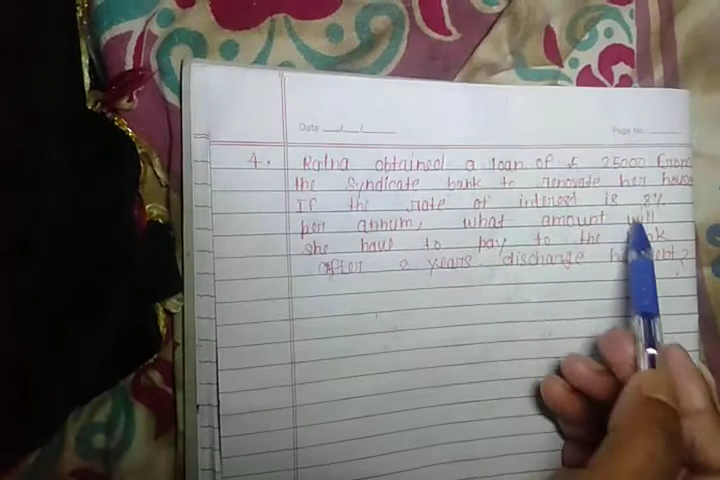 Date / /
Page No.
4. Ratna obtained a loan of ₹ 25000 from
the Syndicate bank to renovate her house
If the rate of interest is 8%
per annum, what amount will
she have to pay to the
after 2 years discharge